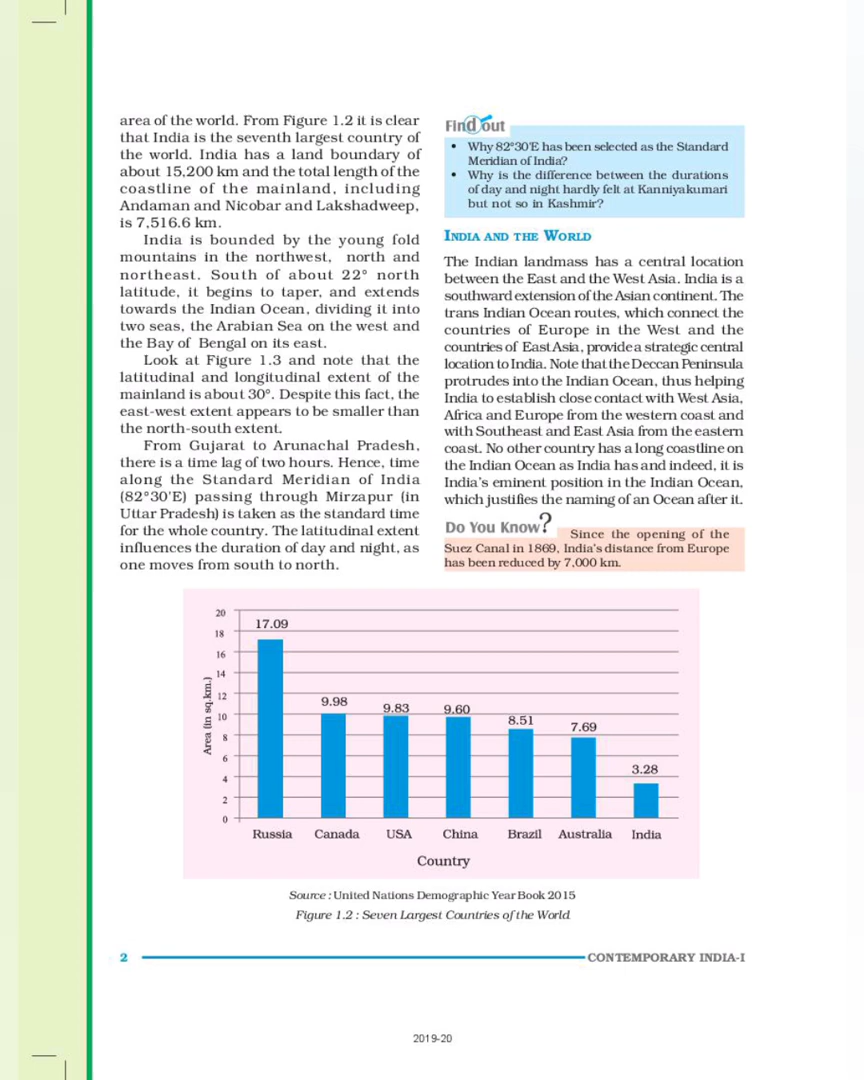 area of the world. From Figure 1.2 it is clear
that India is the seventh largest country of
the world. India has a land boundary of
about 15,200 km and the total length of the
coastline of the mainland, including
Andaman and Nicobar and Lakshadweep,
is 7,516.6 km.
India is bounded by the young fold
mountains in the northwest, north and
northeast. South of about 22° north
latitude, it begins to taper, and extends
towards the Indian Ocean, dividing it into
two seas, the Arabian Sea on the west and
the Bay of Bengal on its east.
Look at Figure 1.3 and note that the
latitudinal and longitudinal extent of the
mainland is about 30°. Despite this fact, the
east-west extent appears to be smaller than
the north-south extent.
From Gujarat to Arunachal Pradesh,
there is a time lag of two hours. Hence, time
along the Standard Meridian of India
(82°30'E) passing through Mirzapur (in
Uttar Pradesh) is taken as the standard time
for the whole country. The latitudinal extent
influences the duration of day and night, as
one moves from south to north.
Find out
• Why 82°30'E has been selected as the Standard
Meridian of India?
• Why is the difference between the durations
of day and night hardly felt at Kanniyakumari
but not so in Kashmir?
INDIA AND THE WORLD
The Indian landmass has a central location
between the East and the West Asia. India is a
southward extension of the Asian continent. The
trans Indian Ocean routes, which connect the
countries of Europe in the West and the
countries of East Asia, provide a strategic central
location to India. Note that the Deccan Peninsula
protrudes into the Indian Ocean, thus helping
India to establish close contact with West Asia,
Africa and Europe from the western coast and
with Southeast and East Asia from the eastern
coast. No other country has a long coastline on
the Indian Ocean as India has and indeed, it is
India's eminent position in the Indian Ocean,
which justifies the naming of an Ocean after it.
Do You Know?
Since the opening of the
Suez Canal in 1869, India's distance from Europe
has been reduced by 7,000 km.
Area (in sq.km.)
20
18
16
14
12
10
8
6
4
2
0
17.09
9.98
9.83
9.60
8.51
7.69
3.28
Russia Canada USA China Brazil Australia India
Country
Source : United Nations Demographic Year Book 2015
Figure 1.2 : Seven Largest Countries of the World
2 CONTEMPORARY INDIA-I
2019-20